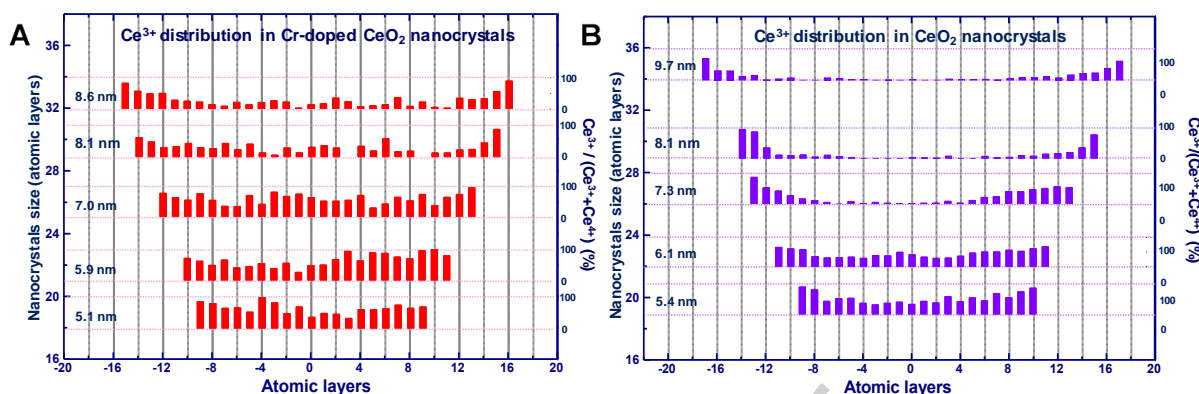 A
Ce³⁺ distribution in Cr-doped CeO₂ nanocrystals
Nanocrystals size (atomic layers)
36
32
28
24
20
16
8.6 nm
8.1 nm
7.0 nm
5.9 nm
5.1 nm
100
0
100
0
100
0
100
0
100
0
Ce³⁺ / (Ce³⁺+Ce⁴⁺) (%)
-20 -16 -12 -8 -4 0 4 8 12 16 20
Atomic layers
B
Ce³⁺ distribution in CeO₂ nanocrystals
Nanocrystals size (atomic layers)
36
32
28
24
20
16
9.7 nm
8.1 nm
7.3 nm
6.1 nm
5.4 nm
100
0
100
0
100
0
100
0
100
0
Ce³⁺/(Ce³⁺+Ce⁴⁺) (%)
-20 -16 -12 -8 -4 0 4 8 12 16 20
Atomic layers